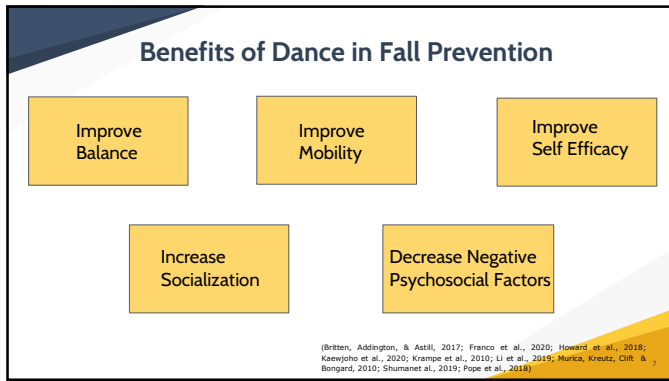 Benefits of Dance in Fall Prevention
Improve
Balance
Improve
Mobility
Improve
Self Efficacy
Increase
Socialization
Decrease Negative
Psychosocial Factors
(Britten, Addington, & Astill, 2017; Franco et al., 2020; Howard et al., 2018;
Kaewjoho et al., 2020; Krampe et al., 2010; Li et al., 2019; Murica, Kreutz, Clift &
Bongard, 2010; Shumanet al., 2019; Pope et al., 2018)
7